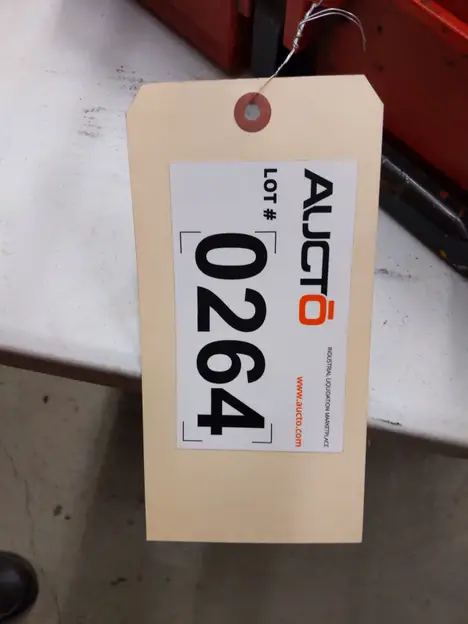 AUCTŌ
INDUSTRIAL LIQUIDATION MARKETPLACE
www.aucto.com
LOT #
0264